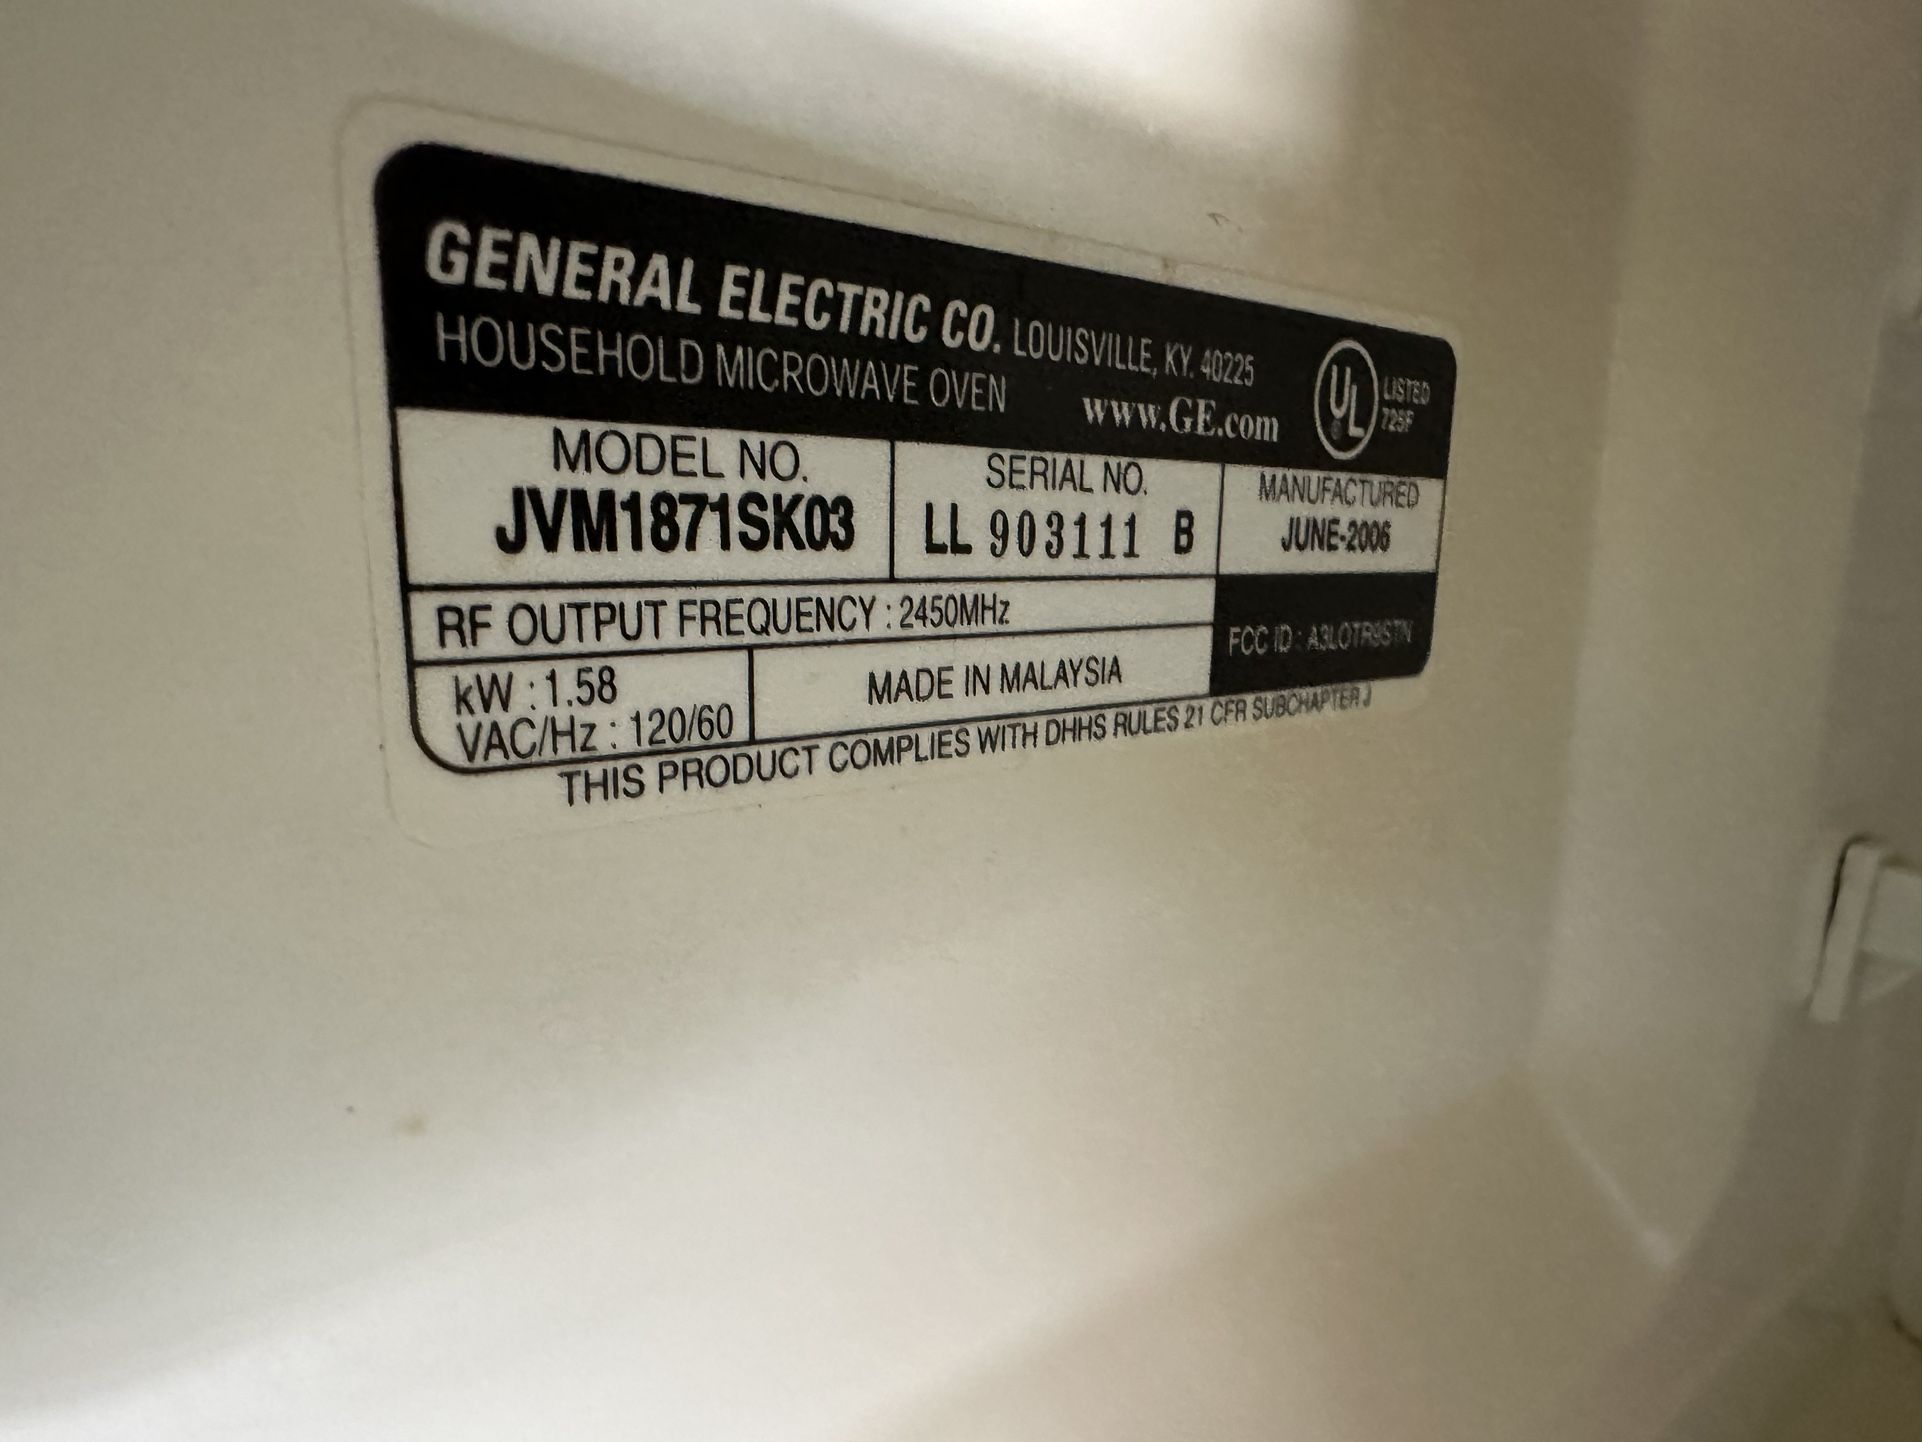 GENERAL ELECTRIC CO. LOUISVILLE, KY. 40225
HOUSEHOLD MICROWAVE OVEN
www.GE.com
UL LISTED
MODEL NO.
JVM1871SK03
SERIAL NO.
LL 903111 B
MANUFACTURED
JUNE-2006
RF OUTPUT FREQUENCY : 2450MHz
FCC ID :
kW : 1.58
VAC/Hz : 120/60
MADE IN MALAYSIA
THIS PRODUCT COMPLIES WITH DHHS RULES 21 CFR SUBCHAPTER J